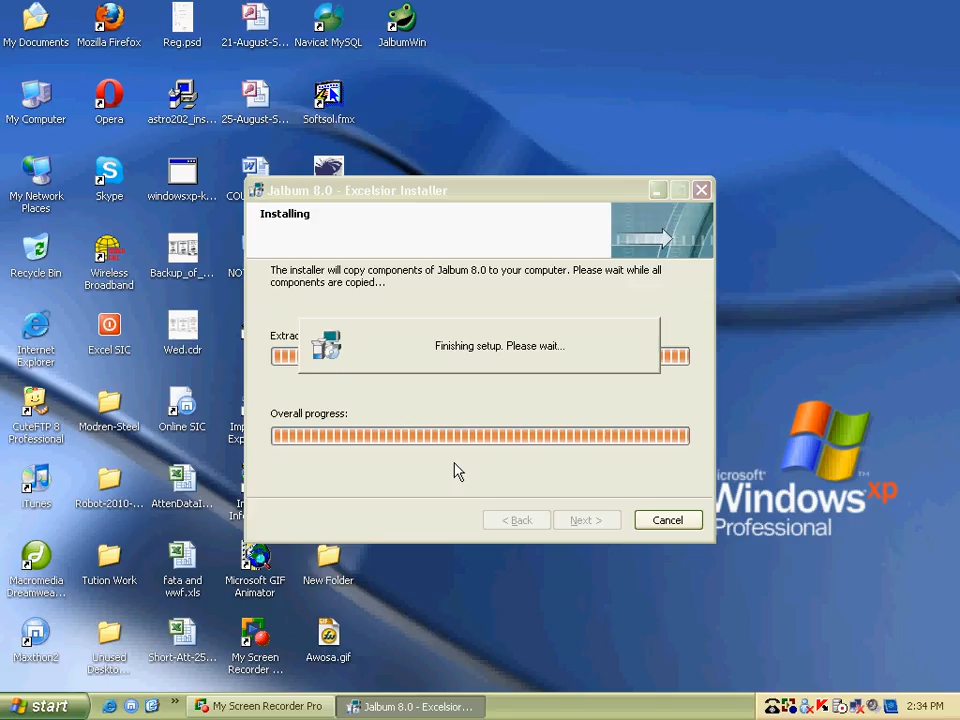 My Documents
Mozilla Firefox
Reg.psd
21-August-S...
Navicat MySQL
JalbumWin
My Computer
Opera
astro202_ins...
25-August-S...
Softsol.fmx
My Network
Places
Skype
windowsxp-k...
COU
Recycle Bin
Wireless
Broadband
Backup_of_...
NOT
Internet
Explorer
Excel SIC
Wed.cdr
CuteFTP 8
Professional
Modren-Steel
Online SIC
Imp
Exp
iTunes
Robot-2010-...
AttenDataI...
Macromedia
Dreamwea...
Tution Work
fata and
wwf.xls
Microsoft GIF
Animator
New Folder
Maxthon2
Unused
Deskto...
Short-Att-25...
My Screen
Recorder ...
Awosa.gif
Jalbum 8.0 - Excelsior Installer
Installing
The installer will copy components of Jalbum 8.0 to your computer. Please wait while all
components are copied...
Extrac
Finishing setup. Please wait...
Overall progress:
< Back
Next >
Cancel
icrosoft
Windows xp
Professional
start
»
My Screen Recorder Pro
Jalbum 8.0 - Excelsior...
2:34 PM